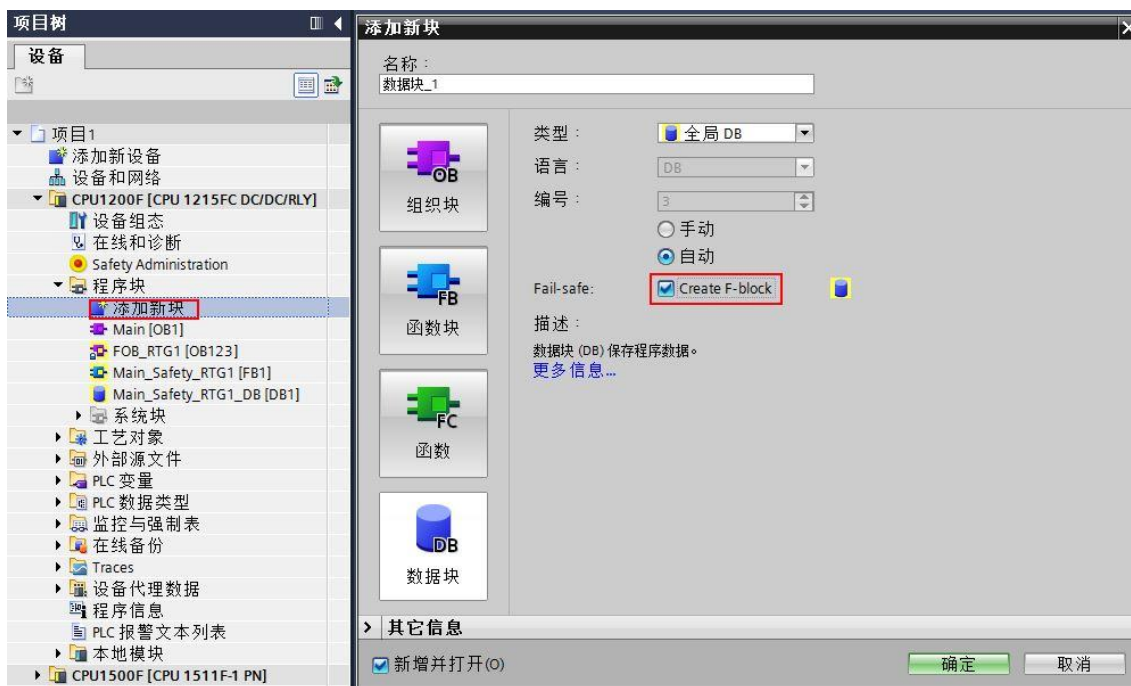 项目树
设备
项目1
添加新设备
设备和网络
CPU1200F [CPU 1215FC DC/DC/RLY]
设备组态
在线和诊断
Safety Administration
程序块
添加新块
Main [OB1]
FOB_RTG1 [OB123]
Main_Safety_RTG1 [FB1]
Main_Safety_RTG1_DB [DB1]
系统块
工艺对象
外部源文件
PLC 变量
PLC 数据类型
监控与强制表
在线备份
Traces
设备代理数据
程序信息
PLC 报警文本列表
本地模块
CPU1500F [CPU 1511F-1 PN]
添加新块
名称：
数据块_1
OB
组织块
FB
函数块
FC
函数
DB
数据块
类型：
全局 DB
语言：
DB
编号：
3
手动
自动
Fail-safe:
Create F-block
描述：
数据块 (DB) 保存程序数据。
更多信息...
其它信息
新增并打开(O)
确定
取消